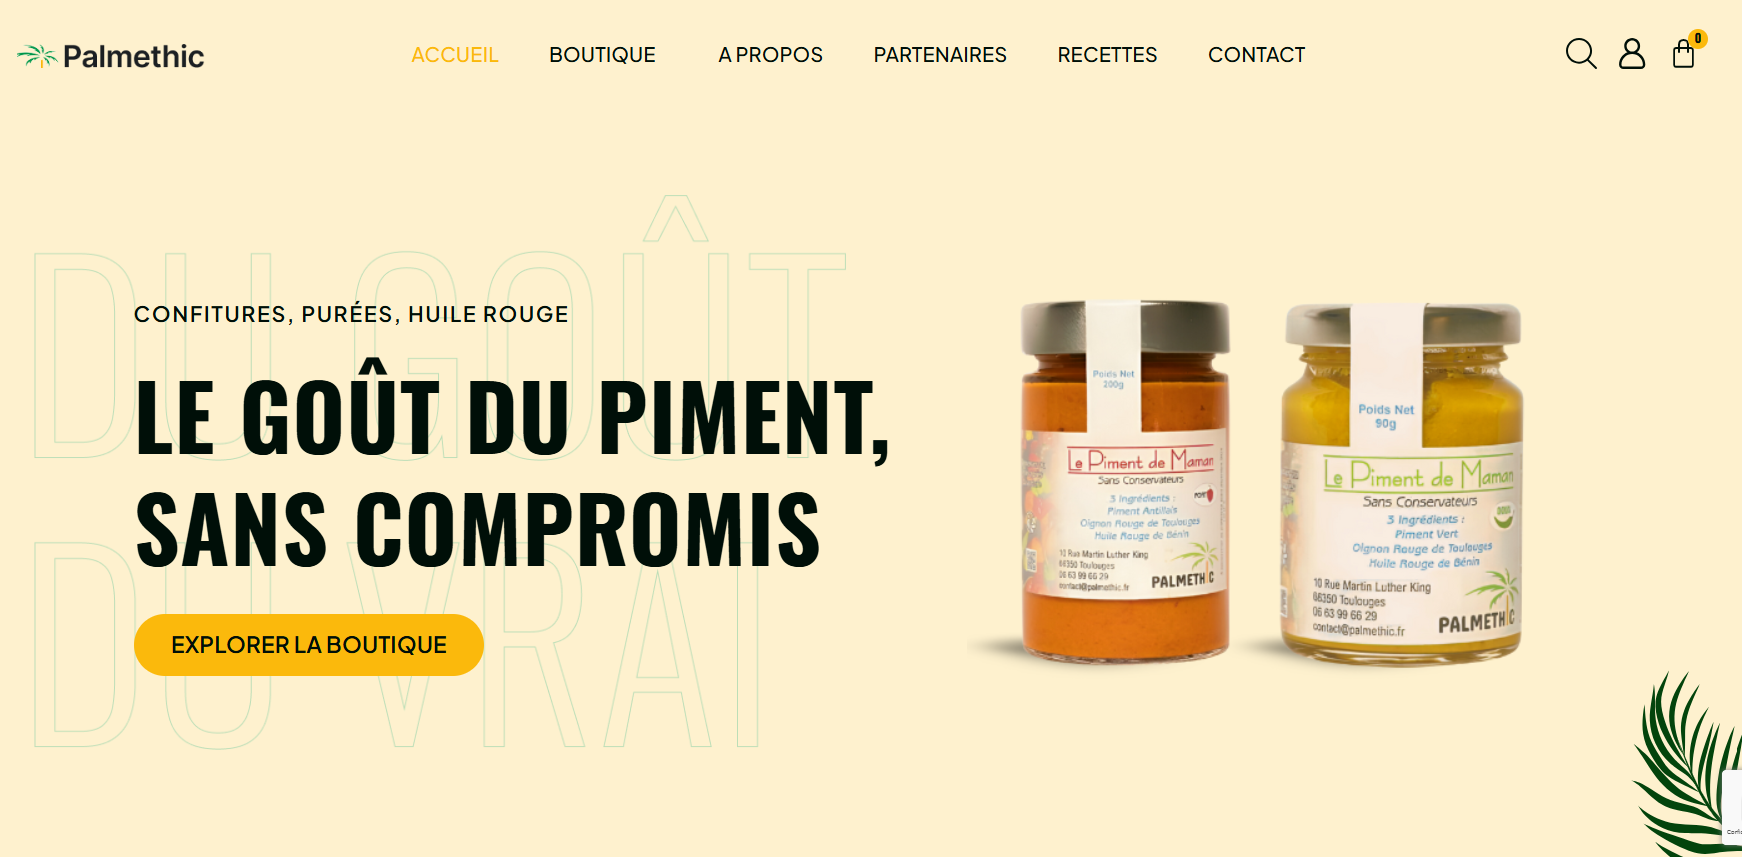 Palmethic
ACCUEIL
BOUTIQUE
A PROPOS
PARTENAIRES
RECETTES
CONTACT
0
DU GOÛT
DU VRAI
CONFITURES, PURÉES, HUILE ROUGE
LE GOÛT DU PIMENT,
SANS COMPROMIS
EXPLORER LA BOUTIQUE
Poids Net
200g
Le Piment de Maman
Sans Conservateurs
3 Ingrédients :
Piment Antillais
Oignon Rouge de Toulouges
Huile Rouge de Bénin
10 Rue Martin Luther King
66350 Toulouges
06 63 99 66 29
contact@palmethic.fr
PALMETHIC
Poids Net
90g
Le Piment de Maman
Sans Conservateurs
DOUX
3 Ingrédients :
Piment Vert
Oignon Rouge de Toulouges
Huile Rouge de Bénin
10 Rue Martin Luther King
66350 Toulouges
06 63 99 66 29
contact@palmethic.fr
PALMETHIC